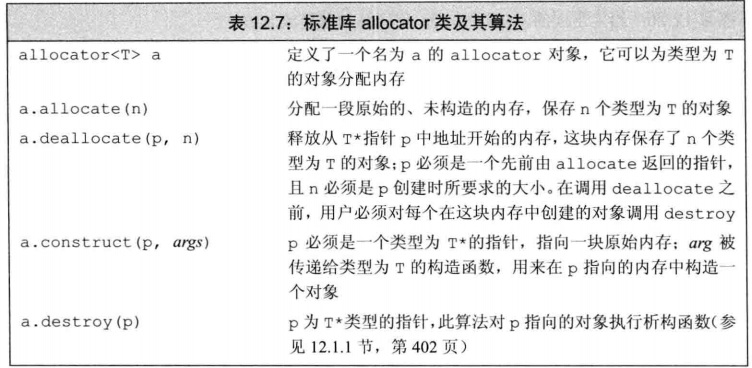 表 12.7：标准库 allocator 类及其算法
allocator<T> a 定义了一个名为 a 的 allocator 对象，它可以为类型为 T
的对象分配内存
a.allocate(n) 分配一段原始的、未构造的内存，保存 n 个类型为 T 的对象
a.deallocate(p, n) 释放从 T*指针 p 中地址开始的内存，这块内存保存了 n 个类
型为 T 的对象；p 必须是一个先前由 allocate 返回的指针，
且 n 必须是 p 创建时所要求的大小。在调用 deallocate 之
前，用户必须对每个在这块内存中创建的对象调用 destroy
a.construct(p, args) p 必须是一个类型为 T*的指针，指向一块原始内存；arg 被
传递给类型为 T 的构造函数，用来在 p 指向的内存中构造一
个对象
a.destroy(p) p 为 T*类型的指针，此算法对 p 指向的对象执行析构函数（参
见 12.1.1 节，第 402 页）